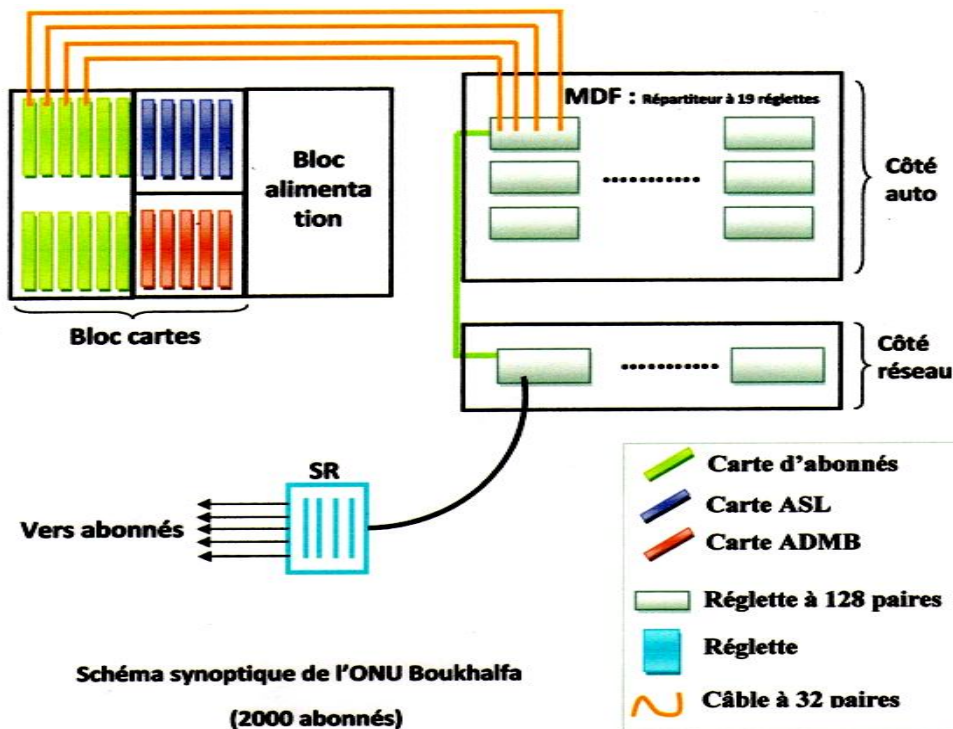 MDF : Répartiteur à 19 réglettes
Bloc
alimenta
tion
Côté
auto
Bloc cartes
Côté
réseau
SR
Vers abonnés
Carte d'abonnés
Carte ASL
Carte ADMB
Réglette à 128 paires
Réglette
Câble à 32 paires
Schéma synoptique de l'ONU Boukhalfa
(2000 abonnés)